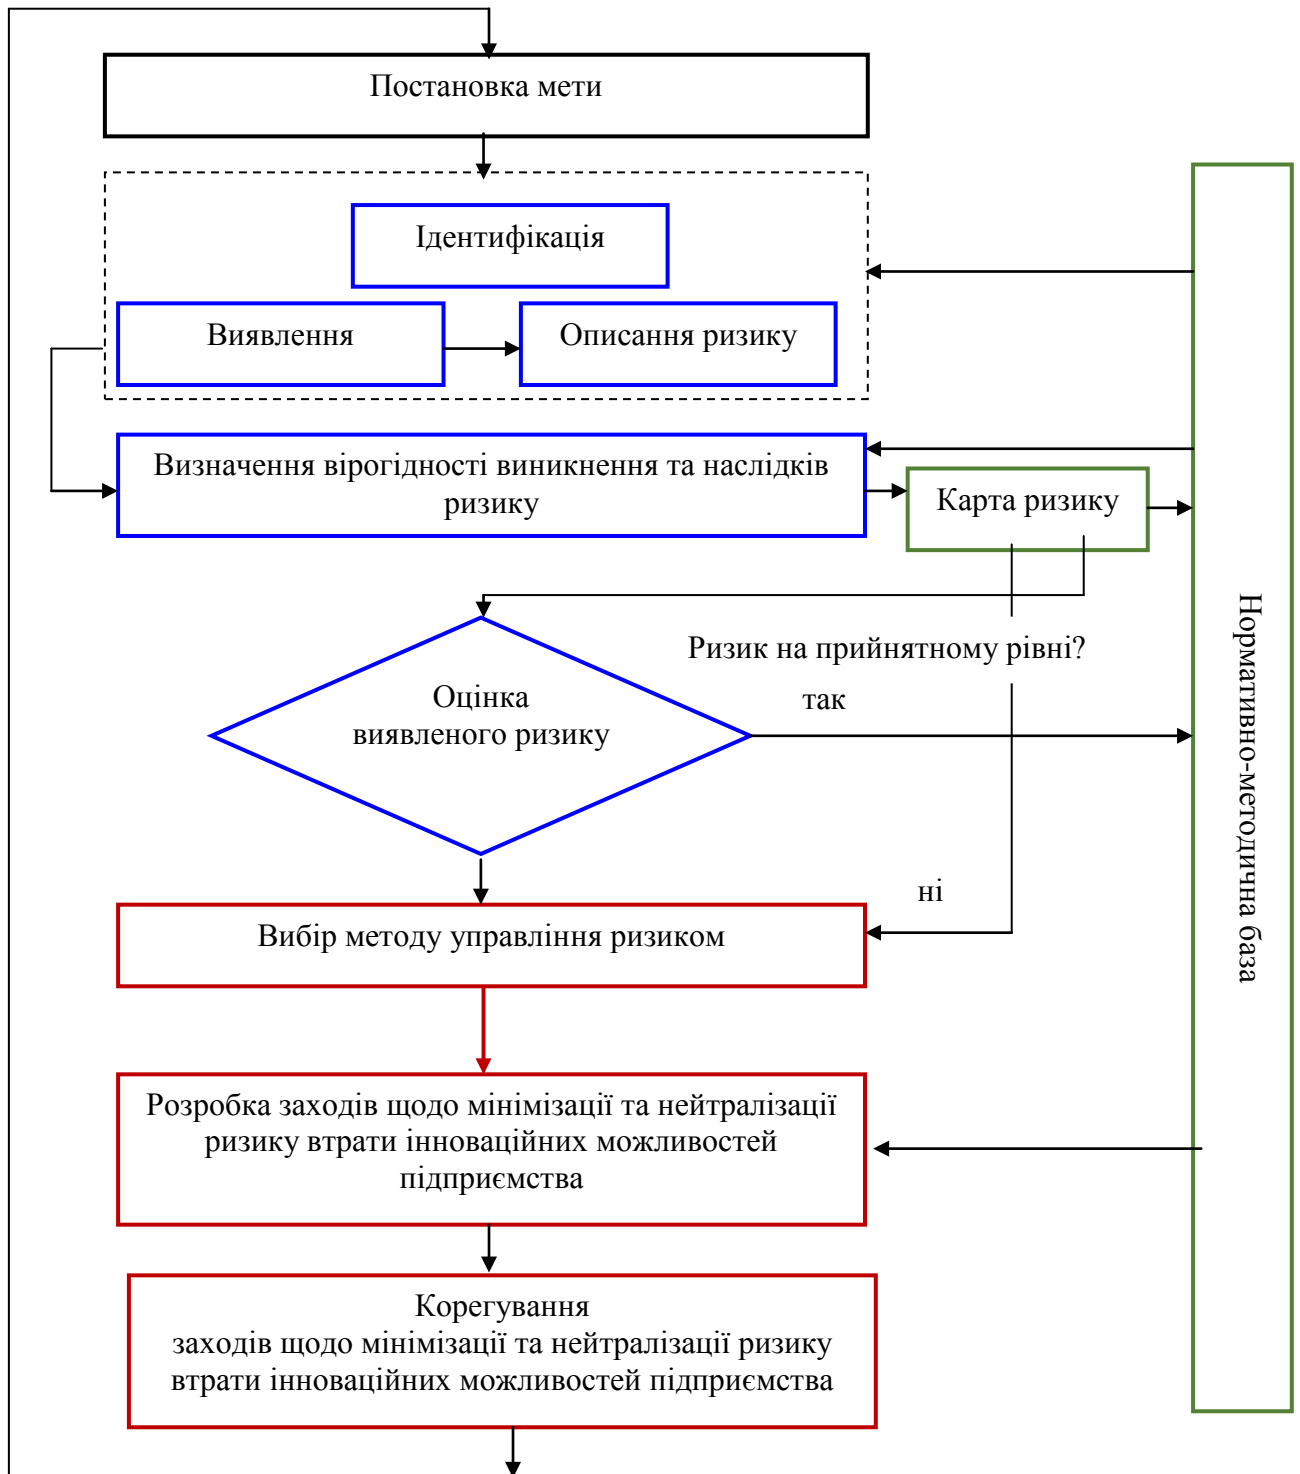 Постановка мети
Ідентифікація
Виявлення
Описання ризику
Визначення вірогідності виникнення та наслідків
ризику
Карта ризику
Ризик на прийнятному рівні?
так
Оцінка
виявленого ризику
ні
Вибір методу управління ризиком
Розробка заходів щодо мінімізації та нейтралізації
ризику втрати інноваційних можливостей
підприємства
Корегування
заходів щодо мінімізації та нейтралізації ризику
втрати інноваційних можливостей підприємства
Нормативно-методична база